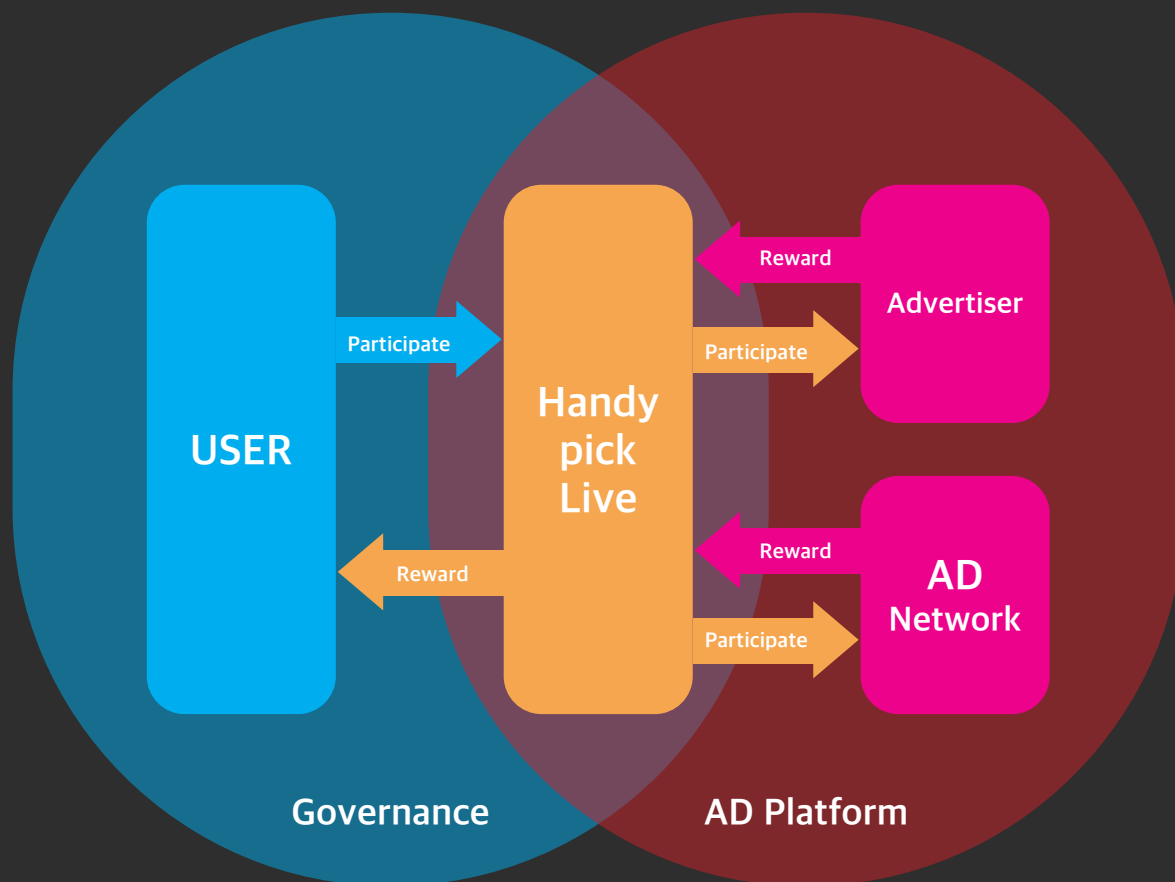 USER
Participate
Reward
Handy
pick
Live
Reward
Participate
Advertiser
Reward
Participate
AD
Network
Governance
AD Platform